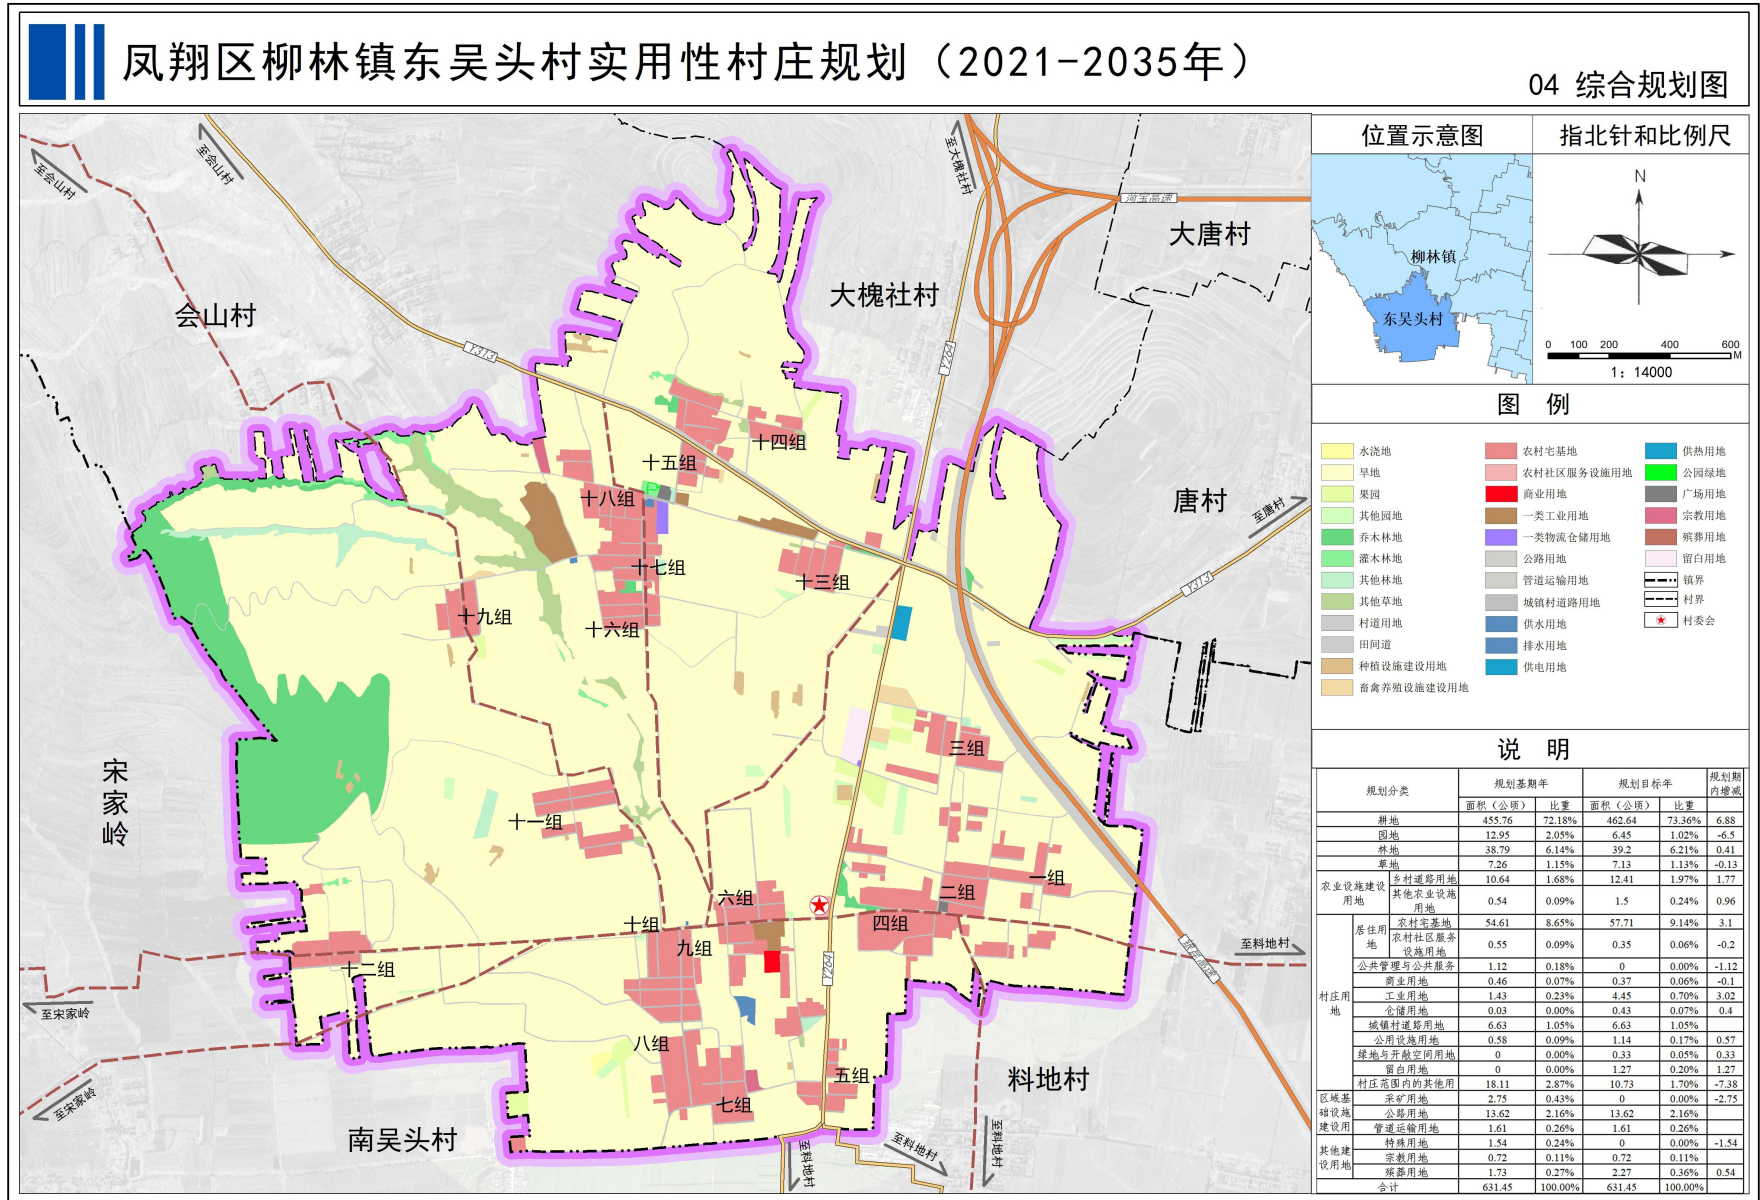 凤翔区柳林镇东吴头村实用性村庄规划（2021-2035年）
04 综合规划图
至会山村
至会山村
至大槐社村
菏宝高速
大唐村
大槐社村
会山村
Y313
Y264
十四组
十五组
十八组
唐村
至唐村
十七组
十三组
Y313
十九组
十六组
三组
宋家岭
十一组
一组
六组
二组
十组
四组
九组
至料地村
十二组
Y264
至宋家岭
八组
五组
料地村
至宋家岭
七组
南吴头村
至料地村
至料地村
至料地村
位置示意图
柳林镇
东吴头村
指北针和比例尺
N
0 100 200 400 600
M
1：14000
图 例
水浇地 农村宅基地 供热用地
旱地 农村社区服务设施用地 公园绿地
果园 商业用地 广场用地
其他园地 一类工业用地 宗教用地
乔木林地 一类物流仓储用地 殡葬用地
灌木林地 公路用地 留白用地
其他林地 管道运输用地 镇界
其他草地 城镇村道路用地 村界
村道用地 供水用地 村委会
田间道 排水用地
种植设施建设用地 供电用地
畜禽养殖设施建设用地
说 明
规划分类 规划基期年 规划目标年 规划期内增减
面积（公顷） 比重 面积（公顷） 比重
耕地 455.76 72.18% 462.64 73.36% 6.88
园地 12.95 2.05% 6.45 1.02% -6.5
林地 38.79 6.14% 39.2 6.21% 0.41
草地 7.26 1.15% 7.13 1.13% -0.13
农业设施建设用地 乡村道路用地 10.64 1.68% 12.41 1.97% 1.77
其他农业设施用地 0.54 0.09% 1.5 0.24% 0.96
村庄用地 居住用地 农村宅基地 54.61 8.65% 57.71 9.14% 3.1
农村社区服务设施用地 0.55 0.09% 0.35 0.06% -0.2
公共管理与公共服务 1.12 0.18% 0 0.00% -1.12
商业用地 0.46 0.07% 0.37 0.06% -0.1
工业用地 1.43 0.23% 4.45 0.70% 3.02
仓储用地 0.03 0.00% 0.43 0.07% 0.4
城镇村道路用地 6.63 1.05% 6.63 1.05%
公用设施用地 0.58 0.09% 1.14 0.17% 0.57
绿地与开敞空间用地 0 0.00% 0.33 0.05% 0.33
留白用地 0 0.00% 1.27 0.20% 1.27
村庄范围内的其他用 18.11 2.87% 10.73 1.70% -7.38
区域基础设施建设用 采矿用地 2.75 0.43% 0 0.00% -2.75
公路用地 13.62 2.16% 13.62 2.16%
管道运输用地 1.61 0.26% 1.61 0.26%
其他建设用地 特殊用地 1.54 0.24% 0 0.00% -1.54
宗教用地 0.72 0.11% 0.72 0.11%
殡葬用地 1.73 0.27% 2.27 0.36% 0.54
合计 631.45 100.00% 631.45 100.00%